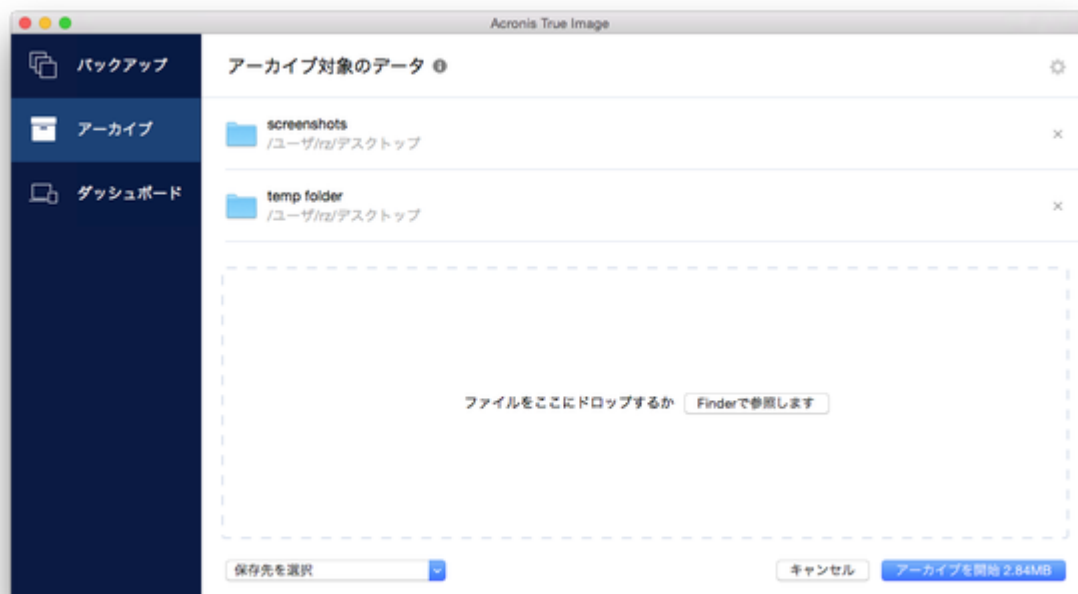 Acronis True Image
バックアップ
アーカイブ
ダッシュボード
アーカイブ対象のデータ
screenshots
/ユーザ/rz/デスクトップ
temp folder
/ユーザ/rz/デスクトップ
ファイルをここにドロップするか Finderで参照します
保存先を選択
キャンセル
アーカイブを開始 2.84MB